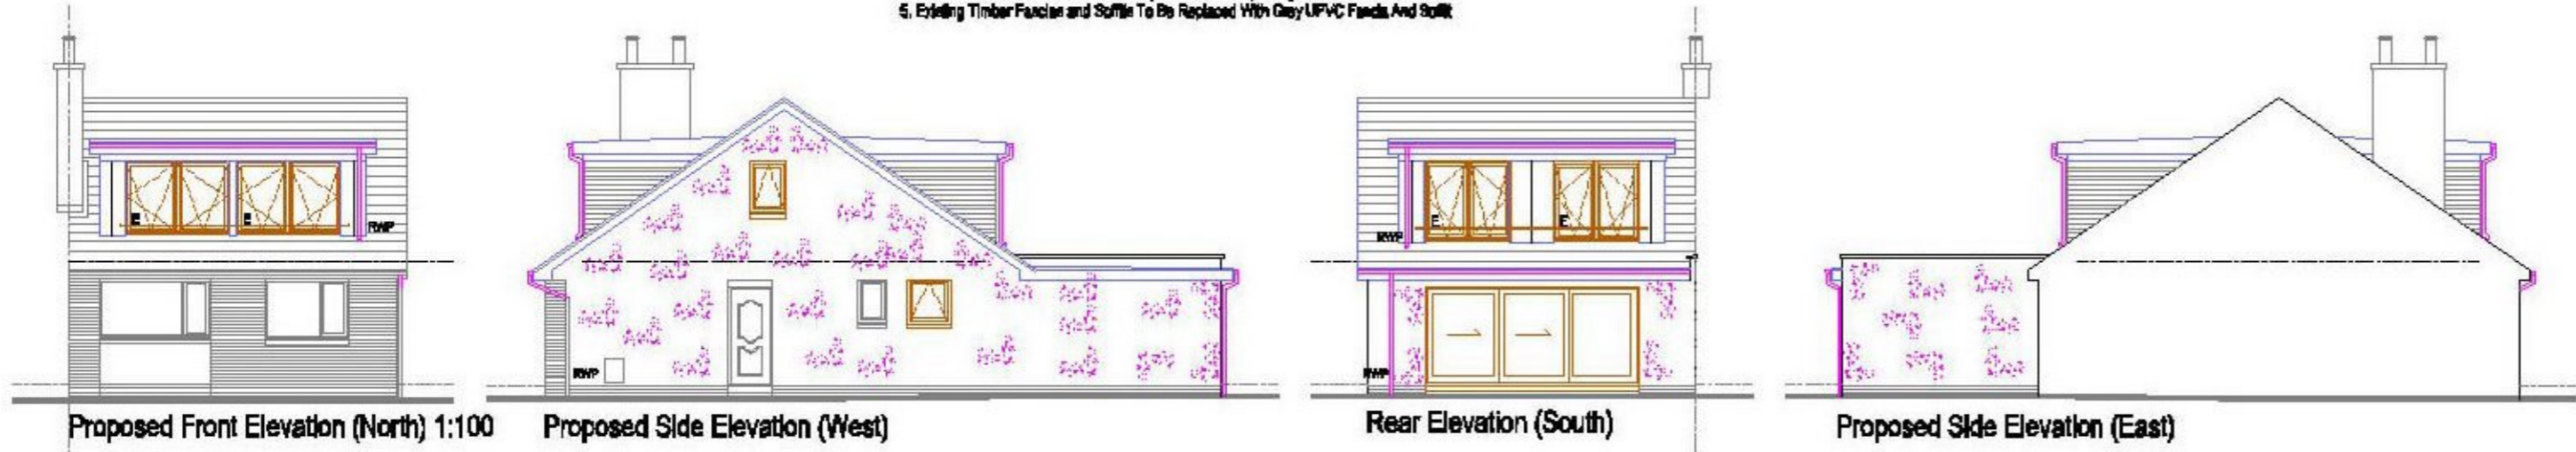 5. Existing Timber Fascias and Soffits To Be Replaced With Grey UPVC Fascia And Soffit
E E
RWP
RWP
E E
RWP
RWP
Proposed Front Elevation (North) 1:100
Proposed Side Elevation (West)
Rear Elevation (South)
Proposed Side Elevation (East)